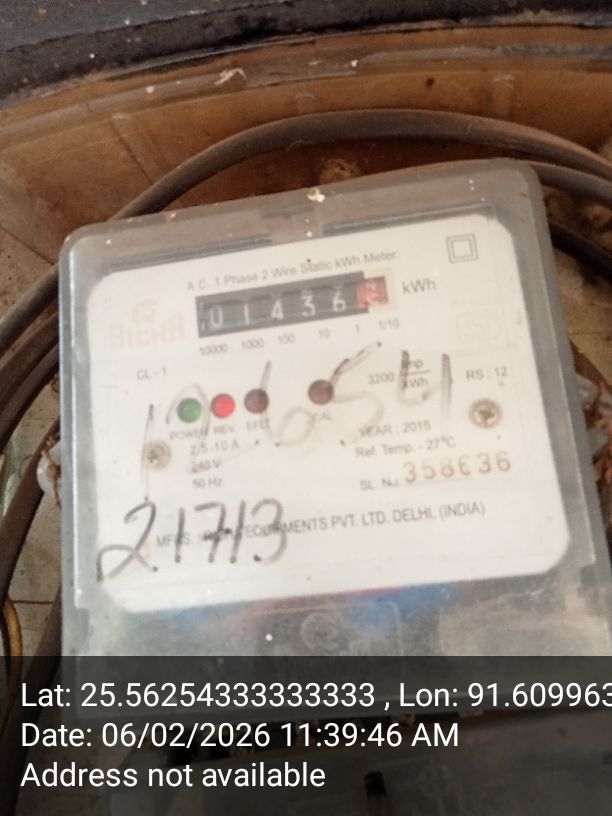 A.C. 1 Phase 2 Wire Static kWh Meter
01436
kWh
10000 1000 100 10 1 1/10
RICHA
CL - 1
3200 imp/kWh
RS : 12
POWER REV. EFLT CAL
2.5-10 A
240 V
50 Hz.
YEAR : 2015
Ref. Temp. - 27°C
SL. No.
21713
EQUIPMENTS PVT. LTD. DELHI, (INDIA)
Lat: 25.56254333333333 , Lon: 91.609963
Date: 06/02/2026 11:39:46 AM
Address not available